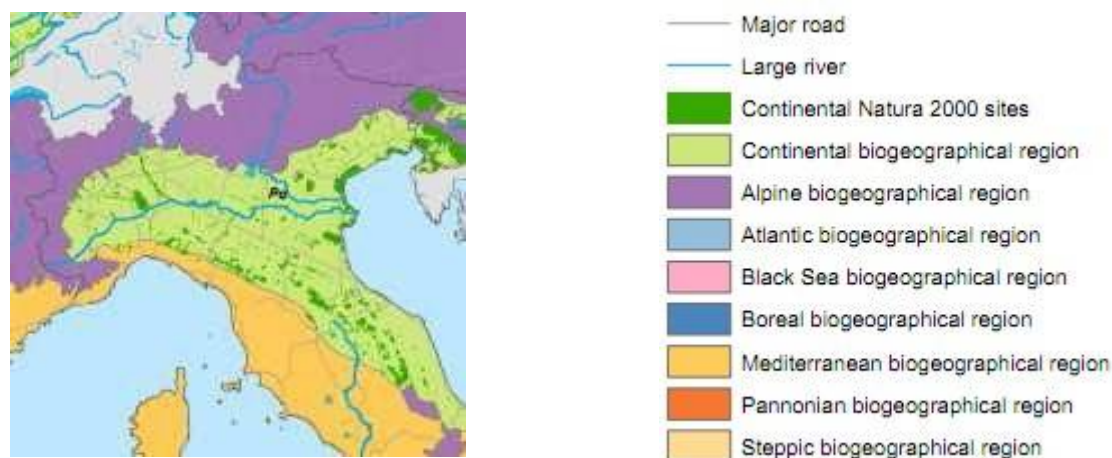 Po
Major road
Large river
Continental Natura 2000 sites
Continental biogeographical region
Alpine biogeographical region
Atlantic biogeographical region
Black Sea biogeographical region
Boreal biogeographical region
Mediterranean biogeographical region
Pannonian biogeographical region
Steppic biogeographical region